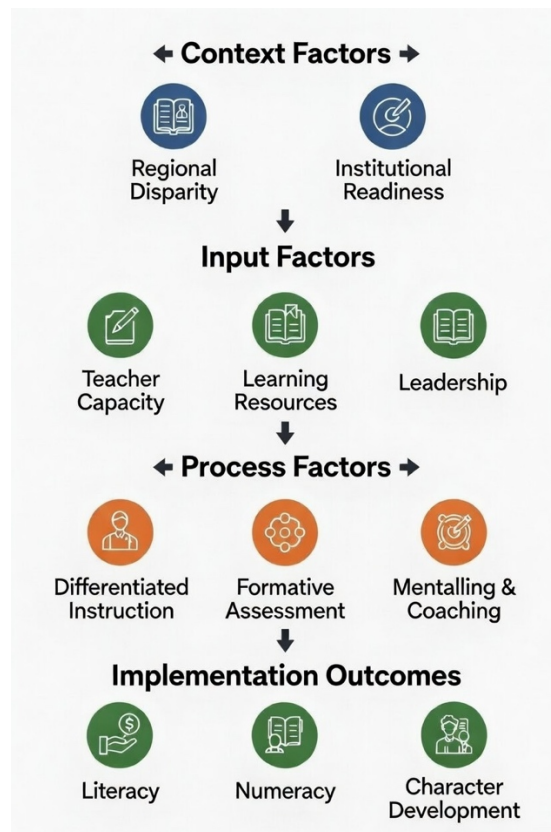 Context Factors
Regional
Disparity
Institutional
Readiness
Input Factors
Teacher
Capacity
Learning
Resources
Leadership
Process Factors
Differentiated
Instruction
Formative
Assessment
Mentalling &
Coaching
Implementation Outcomes
$
Literacy
Numeracy
Character
Development